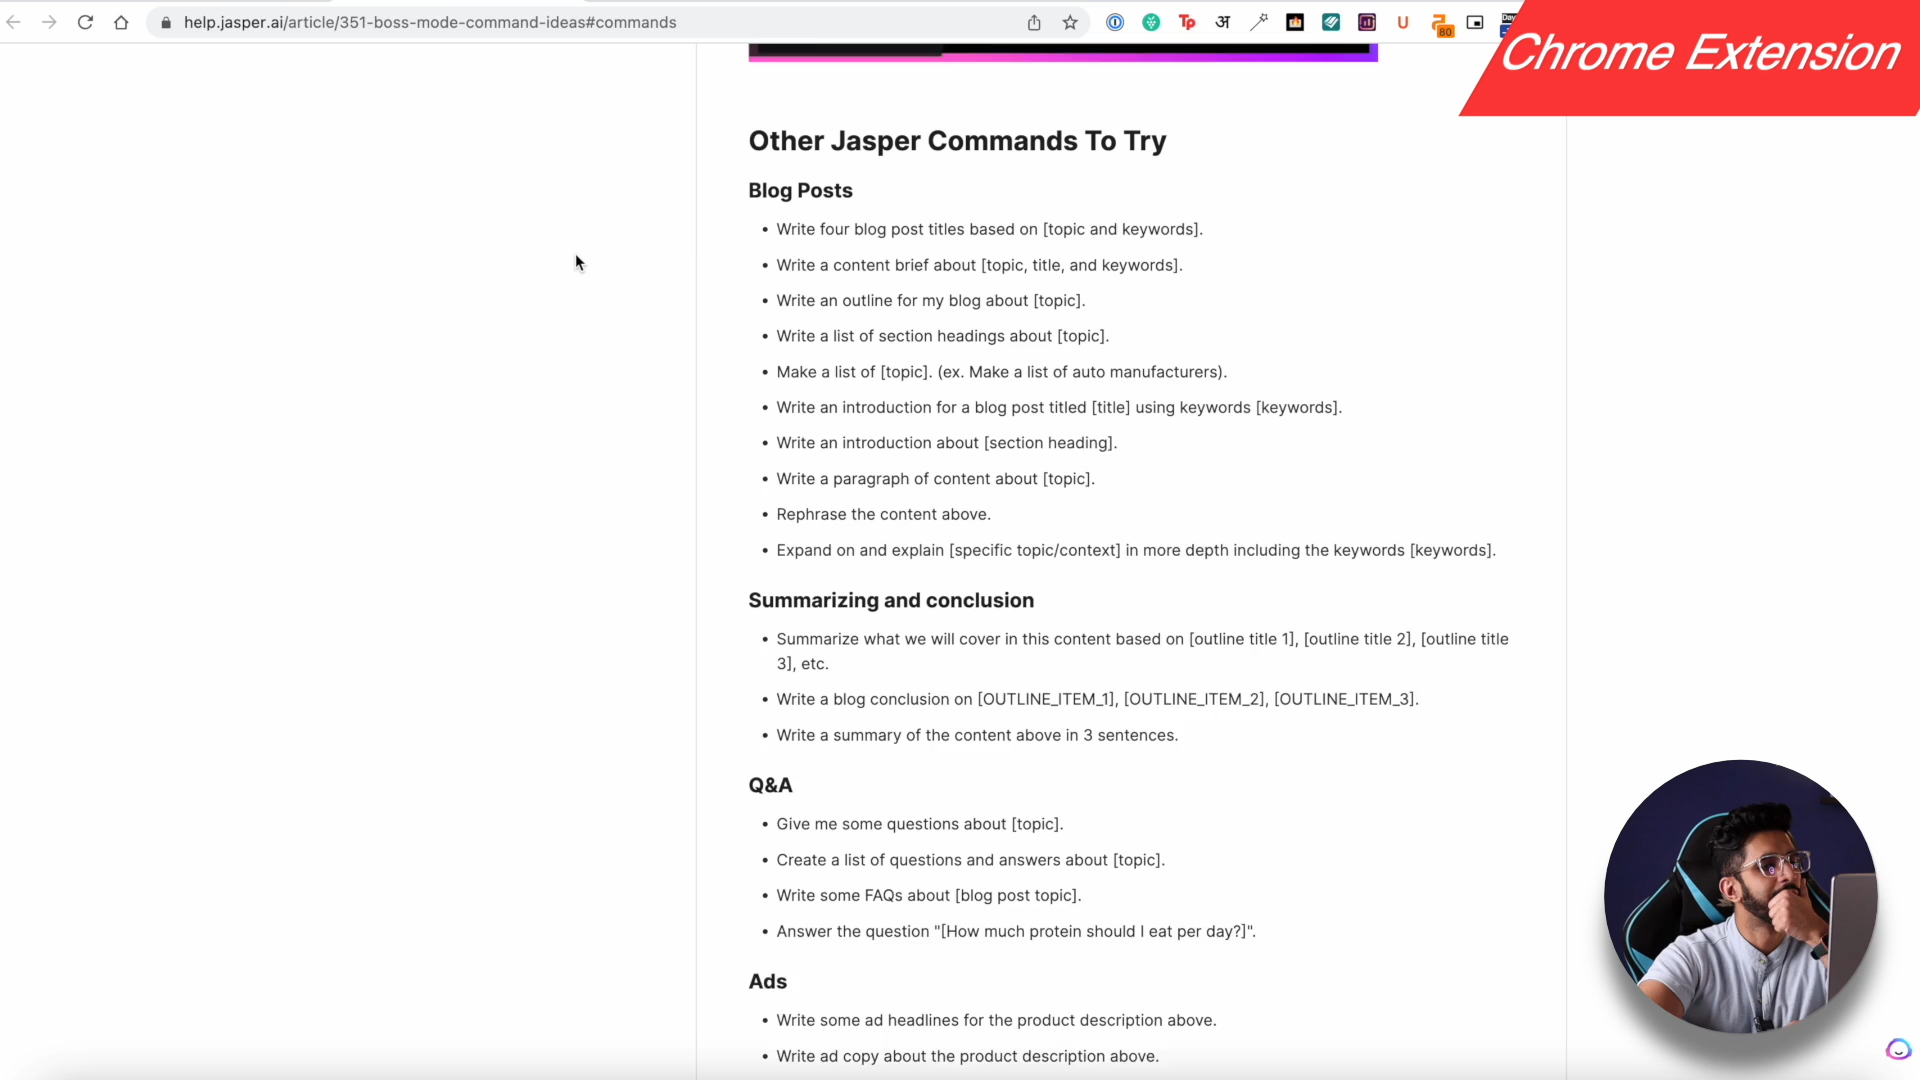 help.jasper.ai/article/351-boss-mode-command-ideas#commands
Tp
अ
U
80
Day
Chrome Extension
Other Jasper Commands To Try
Blog Posts
• Write four blog post titles based on [topic and keywords].
• Write a content brief about [topic, title, and keywords].
• Write an outline for my blog about [topic].
• Write a list of section headings about [topic].
• Make a list of [topic]. (ex. Make a list of auto manufacturers).
• Write an introduction for a blog post titled [title] using keywords [keywords].
• Write an introduction about [section heading].
• Write a paragraph of content about [topic].
• Rephrase the content above.
• Expand on and explain [specific topic/context] in more depth including the keywords [keywords].
Summarizing and conclusion
• Summarize what we will cover in this content based on [outline title 1], [outline title 2], [outline title
3], etc.
• Write a blog conclusion on [OUTLINE_ITEM_1], [OUTLINE_ITEM_2], [OUTLINE_ITEM_3].
• Write a summary of the content above in 3 sentences.
Q&A
• Give me some questions about [topic].
• Create a list of questions and answers about [topic].
• Write some FAQs about [blog post topic].
• Answer the question "[How much protein should I eat per day?]".
Ads
• Write some ad headlines for the product description above.
• Write ad copy about the product description above.